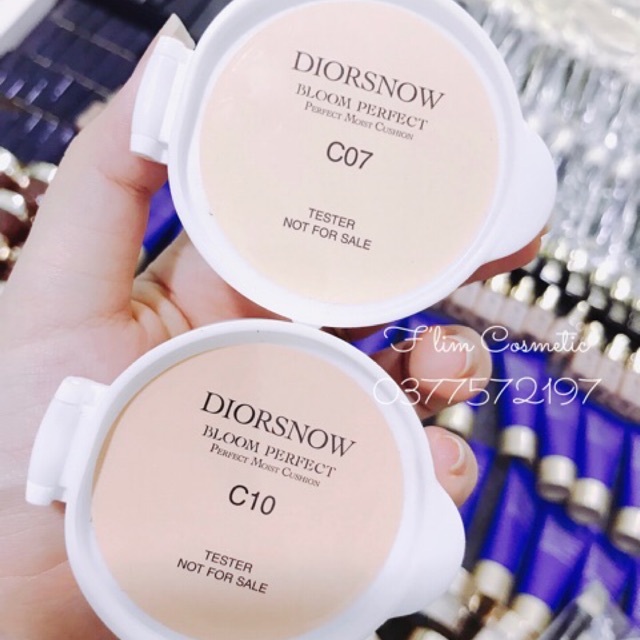 DIORSNOW
BLOOM PERFECT
PERFECT MOIST CUSHION
C07
TESTER
NOT FOR SALE
F'lim Cosmetic
0377572197
DIORSNOW
BLOOM PERFECT
PERFECT MOIST CUSHION
C10
TESTER
NOT FOR SALE